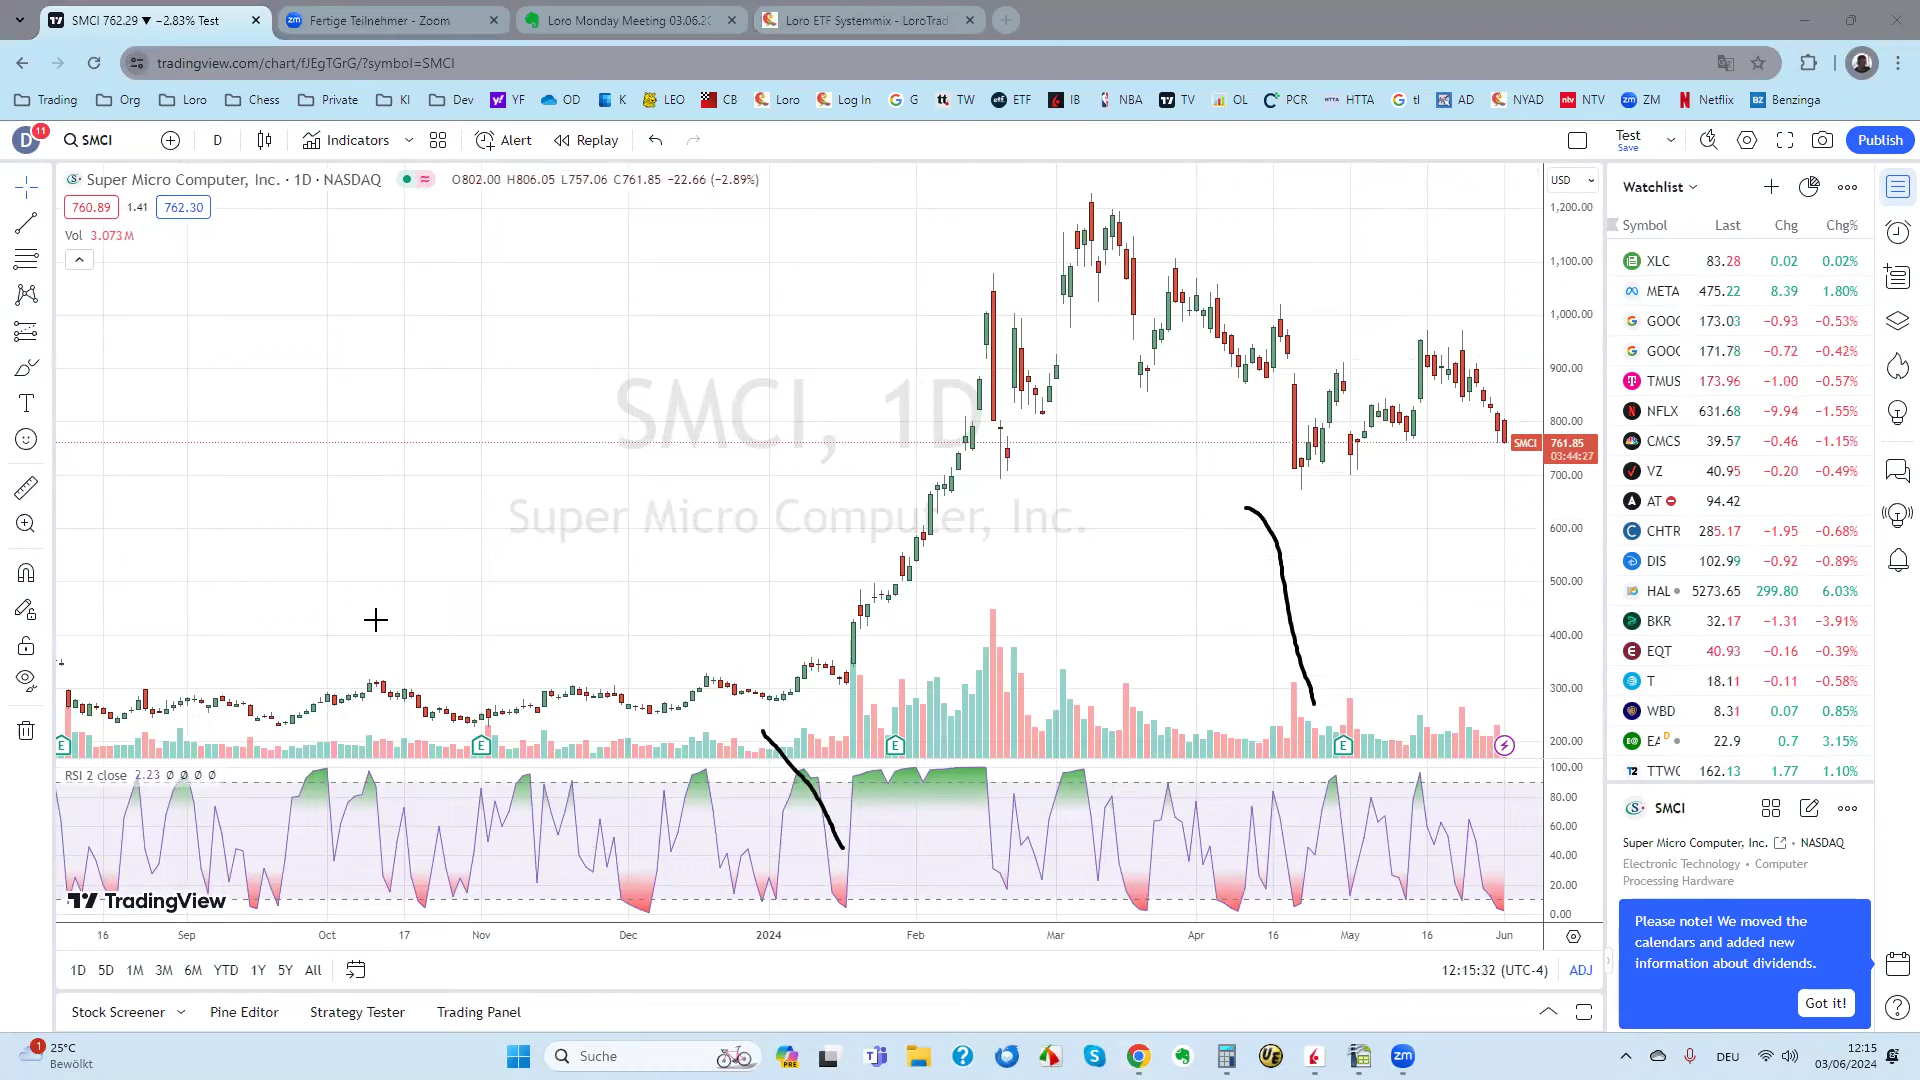 SMCI 762.29 ▼ −2.83% Test
Fertige Teilnehmer - Zoom
Loro Monday Meeting 03.06.20
Loro ETF Systemmix - LoroTrad
tradingview.com/chart/fJEgTGrG/?symbol=SMCI
Trading Org Loro Chess Private KI Dev YF OD K LEO CB Loro Log In G TW ETF IB NBA TV OL PCR HTTA tl AD NYAD NTV ZM Netflix Benzinga
D 11 SMCI D Indicators Alert Replay Test Save Publish
Super Micro Computer, Inc. · 1D · NASDAQ O802.00 H806.05 L757.06 C761.85 −22.66 (−2.89%)
760.89 1.41 762.30
Vol 3.073M
SMCI, 1D
Super Micro Computer, Inc.
USD
1,200.00
1,100.00
1,000.00
900.00
800.00
SMCI 761.85
03:44:27
700.00
600.00
500.00
400.00
300.00
200.00
E E E E
RSI 2 close 2.23 Ø Ø Ø Ø
100.00
80.00
60.00
40.00
20.00
0.00
TradingView
16 Sep Oct 17 Nov Dec 2024 Feb Mar Apr 16 May 16 Jun
1D 5D 1M 3M 6M YTD 1Y 5Y All
12:15:32 (UTC-4) ADJ
Stock Screener Pine Editor Strategy Tester Trading Panel
Watchlist
Symbol Last Chg Chg%
XLC 83.28 0.02 0.02%
META 475.22 8.39 1.80%
GOOG 173.03 −0.93 −0.53%
GOOG 171.78 −0.72 −0.42%
TMUS 173.96 −1.00 −0.57%
NFLX 631.68 −9.94 −1.55%
CMCS 39.57 −0.46 −1.15%
VZ 40.95 −0.20 −0.49%
AT 94.42
CHTR 285.17 −1.95 −0.68%
DIS 102.99 −0.92 −0.89%
HAL 5273.65 299.80 6.03%
BKR 32.17 −1.31 −3.91%
EQT 40.93 −0.16 −0.39%
T 18.11 −0.11 −0.58%
WBD 8.31 0.07 0.85%
EA D 22.9 0.7 3.15%
TTWO 162.13 1.77 1.10%
SMCI
Super Micro Computer, Inc. • NASDAQ
Electronic Technology • Computer
Processing Hardware
Please note! We moved the
calendars and added new
information about dividends.
Got it!
1 25°C
Bewölkt
Suche
PRE
UE
zm
DEU
12:15
03/06/2024